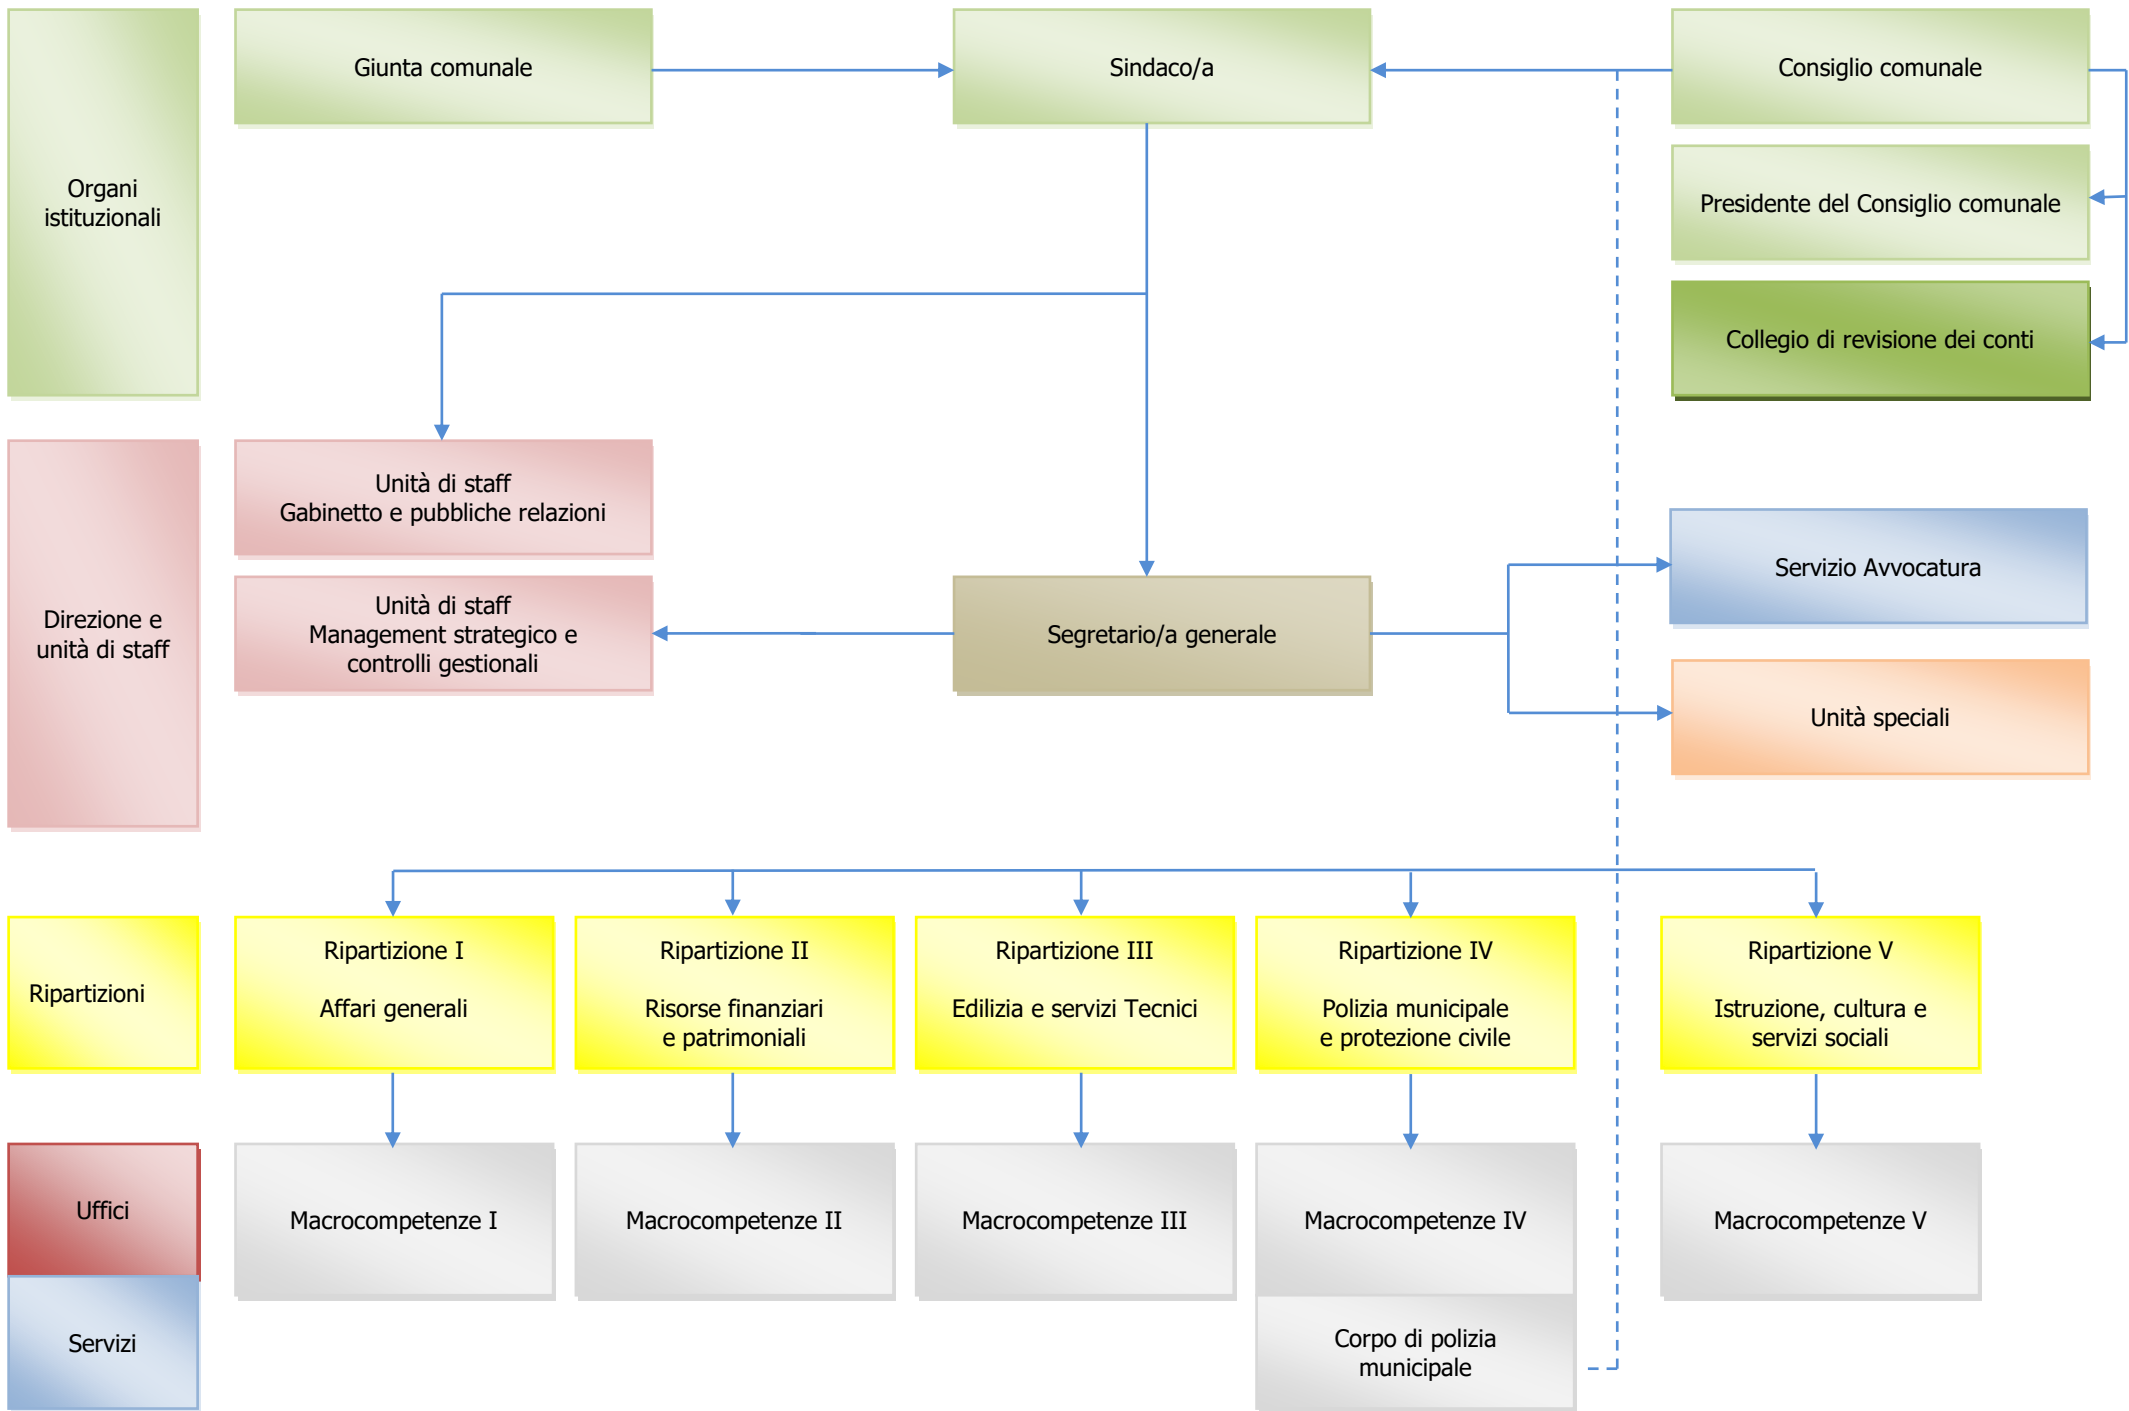 Giunta comunale
Sindaco/a
Consiglio comunale
Organi
istituzionali
Presidente del Consiglio comunale
Collegio di revisione dei conti
Direzione e
unità di staff
Unità di staff
Gabinetto e pubbliche relazioni
Unità di staff
Management strategico e
controlli gestionali
Segretario/a generale
Servizio Avvocatura
Unità speciali
Ripartizioni
Ripartizione I
Affari generali
Ripartizione II
Risorse finanziari
e patrimoniali
Ripartizione III
Edilizia e servizi Tecnici
Ripartizione IV
Polizia municipale
e protezione civile
Ripartizione V
Istruzione, cultura e
servizi sociali
Uffici
Macrocompetenze I
Macrocompetenze II
Macrocompetenze III
Macrocompetenze IV
Macrocompetenze V
Servizi
Corpo di polizia
municipale